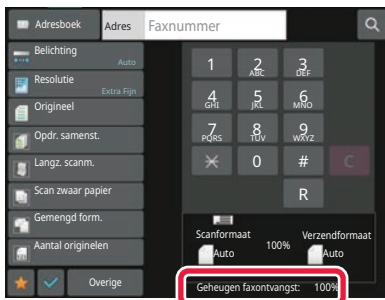 Adresboek
Adres
Faxnummer
Belichting
Auto
Resolutie
Extra Fijn
Origineel
Opdr. samenst.
Langz. scanm.
Scan zwaar papier
Gemengd form.
Aantal originelen
Overige
1
2 ABC
3 DEF
4 GHI
5 JKL
6 MNO
7 PQRS
8 TUV
9 WXYZ
0
#
C
R
Scanformaat
Auto
100%
Verzendformaat
Auto
Geheugen faxontvangst: 100%